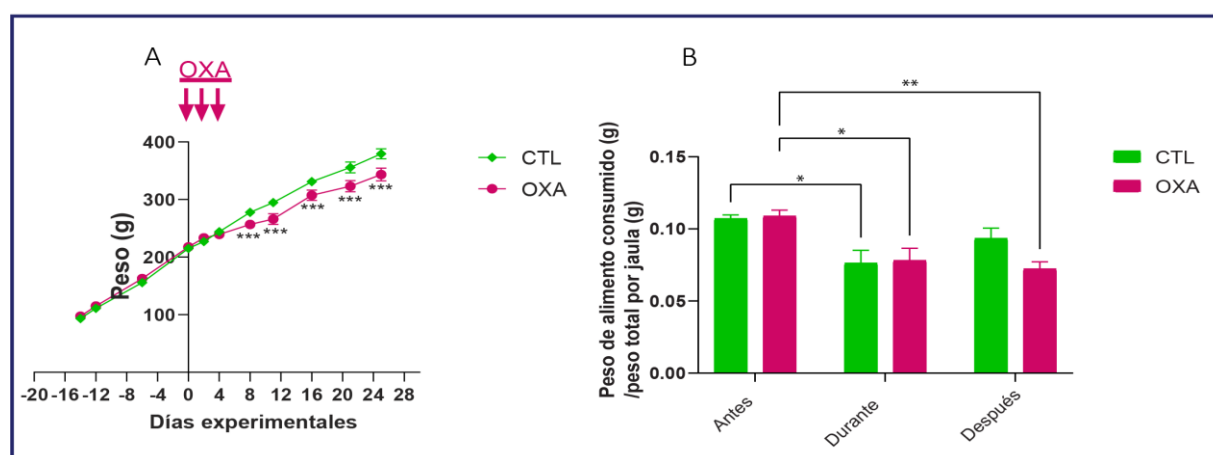 A
OXA
400
300
200
100
Peso (g)
***
***
***
***
***
-20 -16 -12 -8 -4 0 4 8 12 16 20 24 28
Días experimentales
CTL
OXA
B
**
*
*
0.15
0.10
0.05
0.00
Peso de alimento consumido (g)
/peso total por jaula (g)
Antes
Durante
Después
CTL
OXA